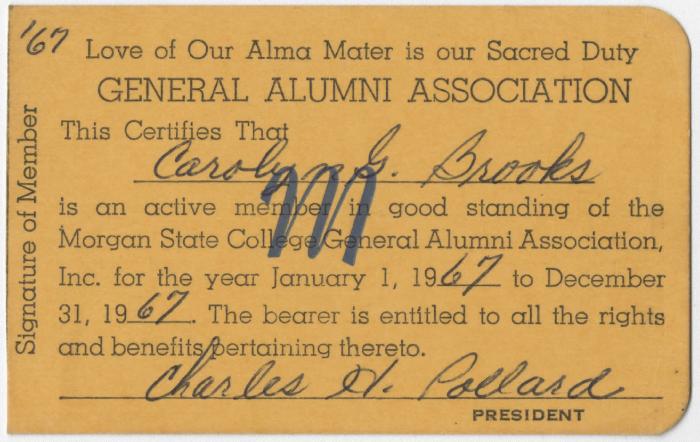 '67
Love of Our Alma Mater is our Sacred Duty
GENERAL ALUMNI ASSOCIATION
This Certifies That
Carolyn G. Brooks
M
is an active member in good standing of the
Morgan State College General Alumni Association,
Inc. for the year January 1, 1967 to December
31, 1967. The bearer is entitled to all the rights
and benefits pertaining thereto.
Charles H. Pollard
PRESIDENT
Signature of Member